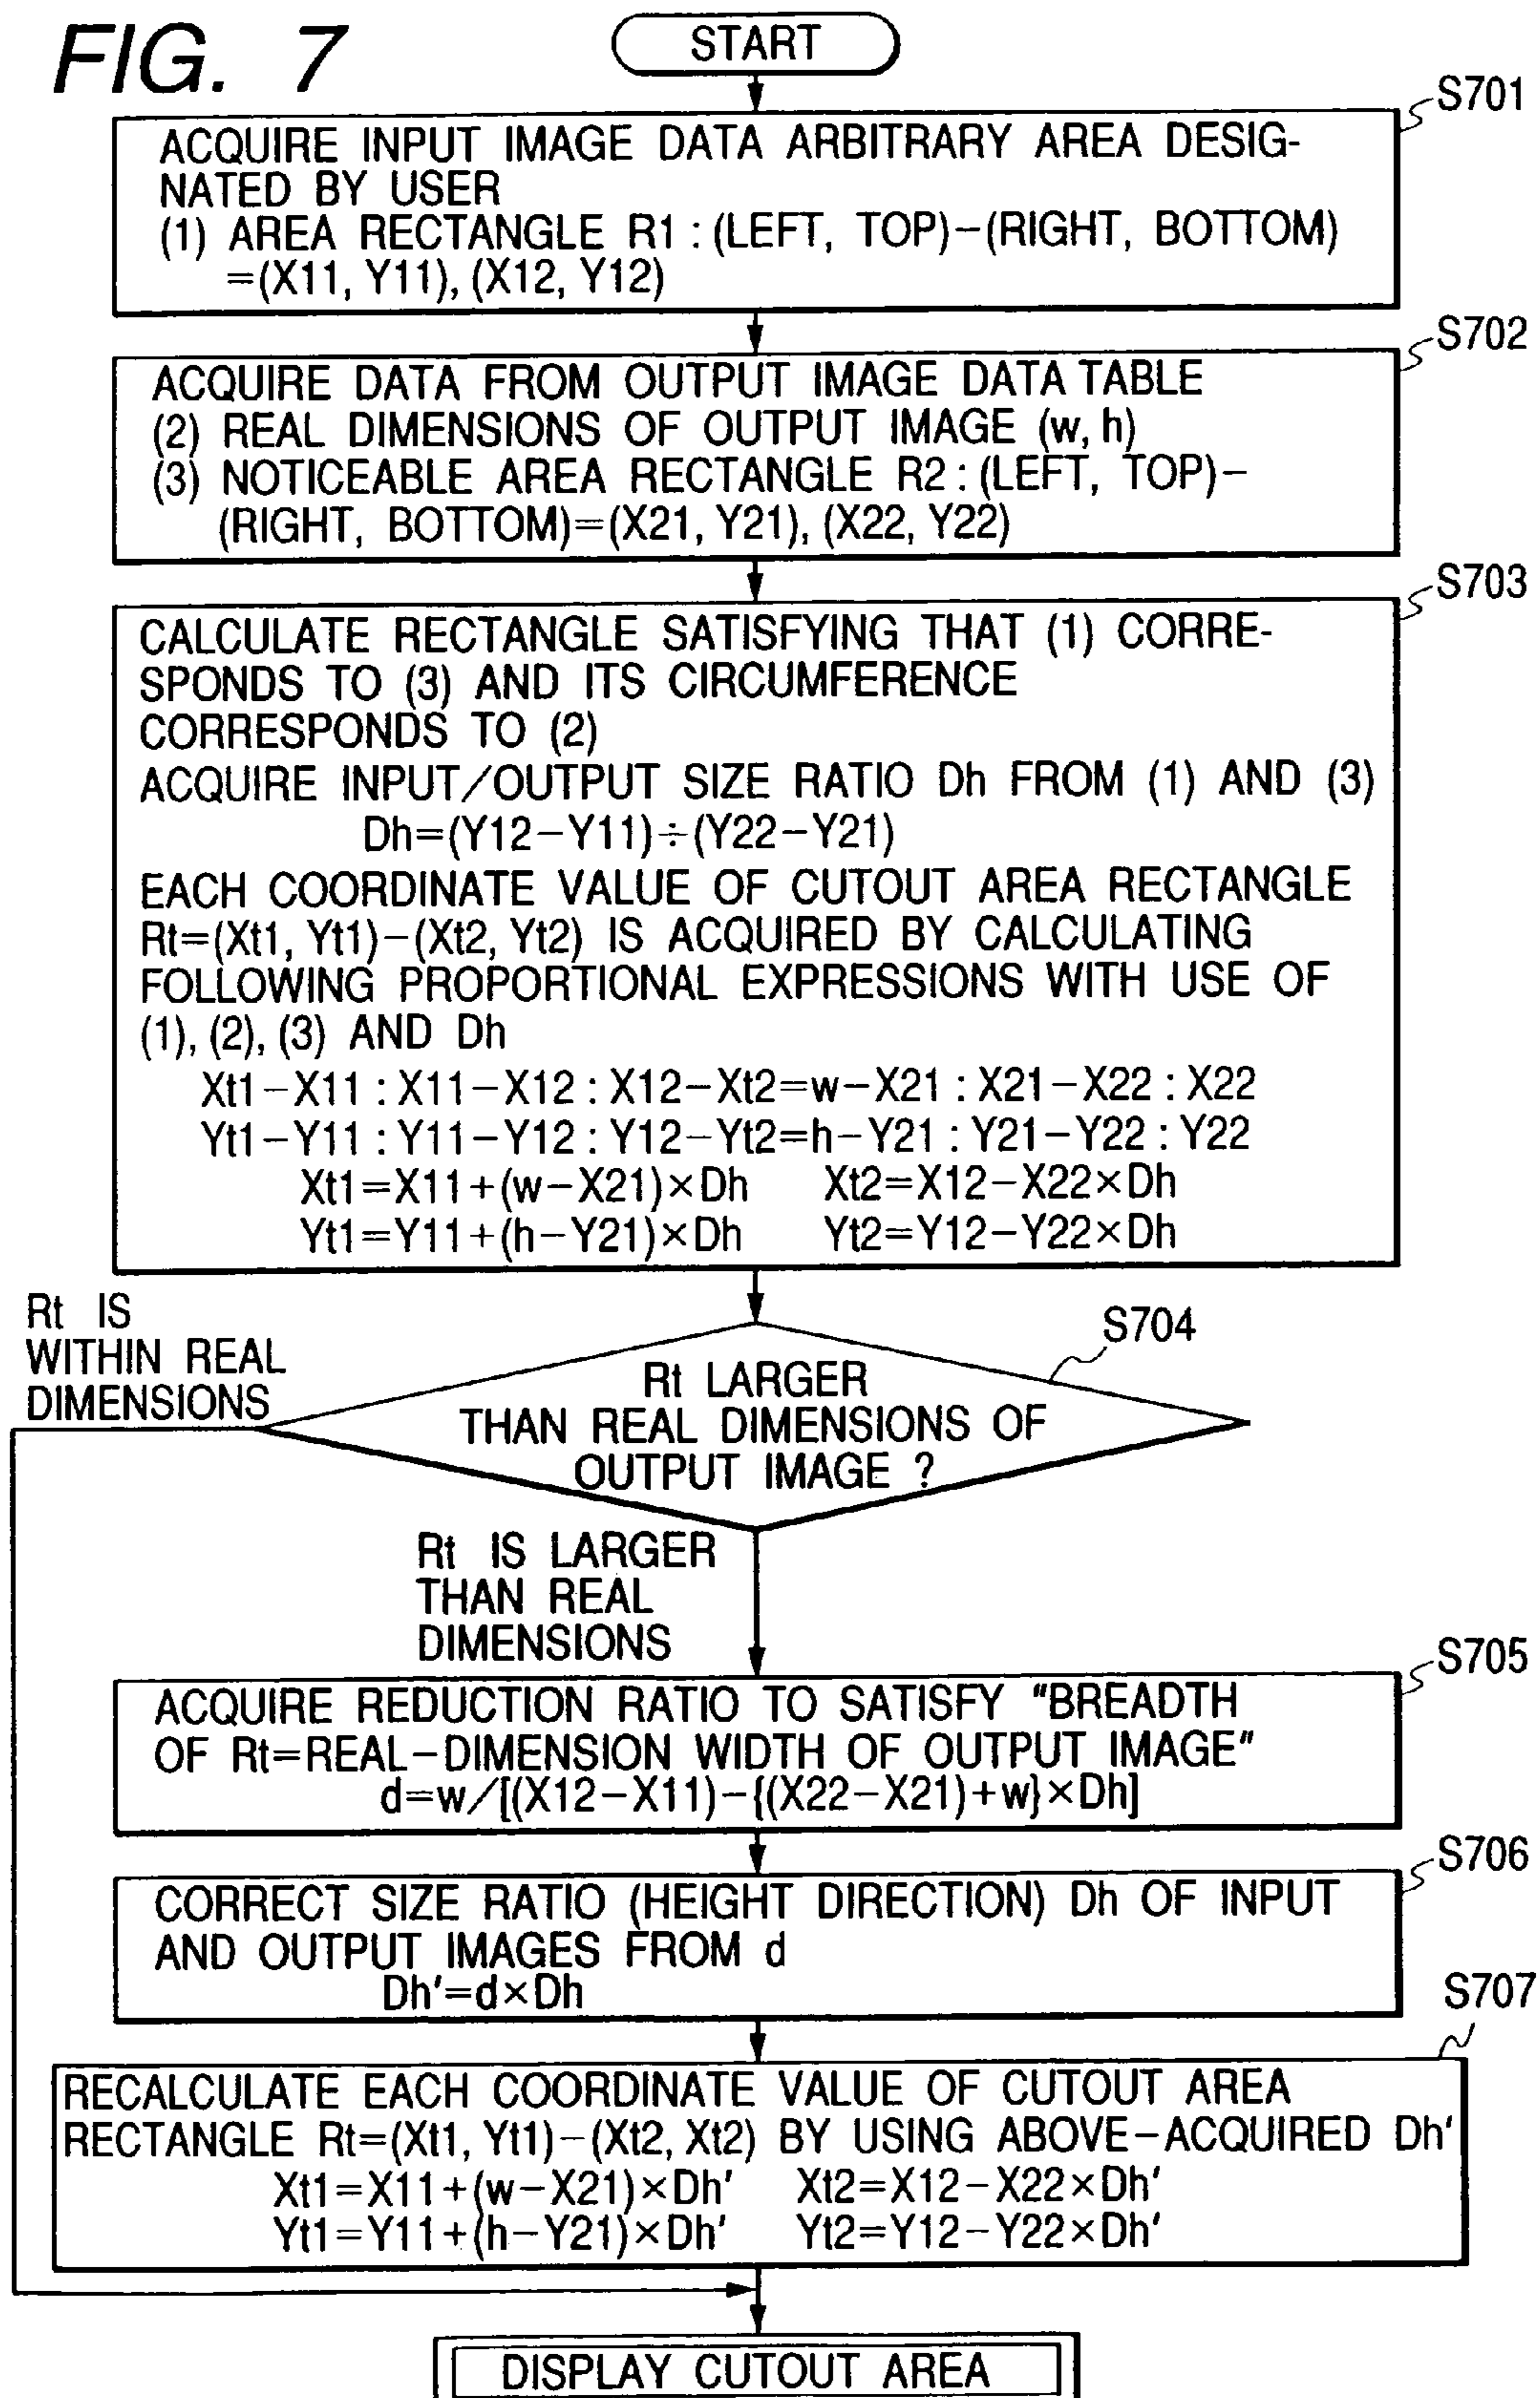 FIG. 7
START
S701
ACQUIRE INPUT IMAGE DATA ARBITRARY AREA DESIG-
NATED BY USER
(1) AREA RECTANGLE R1 : (LEFT, TOP)-(RIGHT, BOTTOM)
=(X11, Y11), (X12, Y12)
S702
ACQUIRE DATA FROM OUTPUT IMAGE DATA TABLE
(2) REAL DIMENSIONS OF OUTPUT IMAGE (w, h)
(3) NOTICEABLE AREA RECTANGLE R2 : (LEFT, TOP)-
(RIGHT, BOTTOM)=(X21, Y21), (X22, Y22)
S703
CALCULATE RECTANGLE SATISFYING THAT (1) CORRE-
SPONDS TO (3) AND ITS CIRCUMFERENCE
CORRESPONDS TO (2)
ACQUIRE INPUT/OUTPUT SIZE RATIO Dh FROM (1) AND (3)
Dh=(Y12-Y11)÷(Y22-Y21)
EACH COORDINATE VALUE OF CUTOUT AREA RECTANGLE
Rt=(Xt1, Yt1)-(Xt2, Yt2) IS ACQUIRED BY CALCULATING
FOLLOWING PROPORTIONAL EXPRESSIONS WITH USE OF
(1), (2), (3) AND Dh
Xt1-X11 : X11-X12 : X12-Xt2=w-X21 : X21-X22 : X22
Yt1-Y11 : Y11-Y12 : Y12-Yt2=h-Y21 : Y21-Y22 : Y22
Xt1=X11+(w-X21)×Dh Xt2=X12-X22×Dh
Yt1=Y11+(h-Y21)×Dh Yt2=Y12-Y22×Dh
Rt IS
WITHIN REAL
DIMENSIONS
S704
Rt LARGER
THAN REAL DIMENSIONS OF
OUTPUT IMAGE ?
Rt IS LARGER
THAN REAL
DIMENSIONS
S705
ACQUIRE REDUCTION RATIO TO SATISFY "BREADTH
OF Rt=REAL-DIMENSION WIDTH OF OUTPUT IMAGE"
d=w/[(X12-X11)-{(X22-X21)+w}×Dh]
S706
CORRECT SIZE RATIO (HEIGHT DIRECTION) Dh OF INPUT
AND OUTPUT IMAGES FROM d
Dh'=d×Dh
S707
RECALCULATE EACH COORDINATE VALUE OF CUTOUT AREA
RECTANGLE Rt=(Xt1, Yt1)-(Xt2, Xt2) BY USING ABOVE-ACQUIRED Dh'
Xt1=X11+(w-X21)×Dh' Xt2=X12-X22×Dh'
Yt1=Y11+(h-Y21)×Dh' Yt2=Y12-Y22×Dh'
DISPLAY CUTOUT AREA